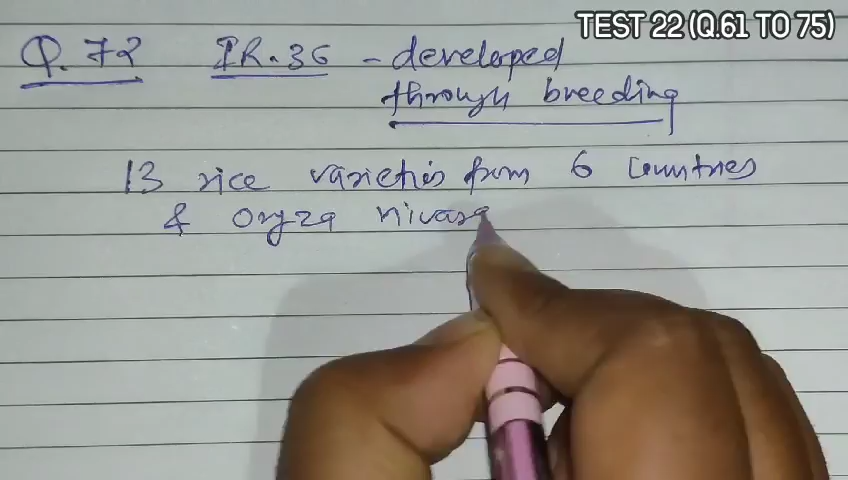 TEST 22 (Q.61 TO 75)
Q. 72 IR.36 - developed
through breeding
13 rice varieties from 6 countries
& Oryza nivara